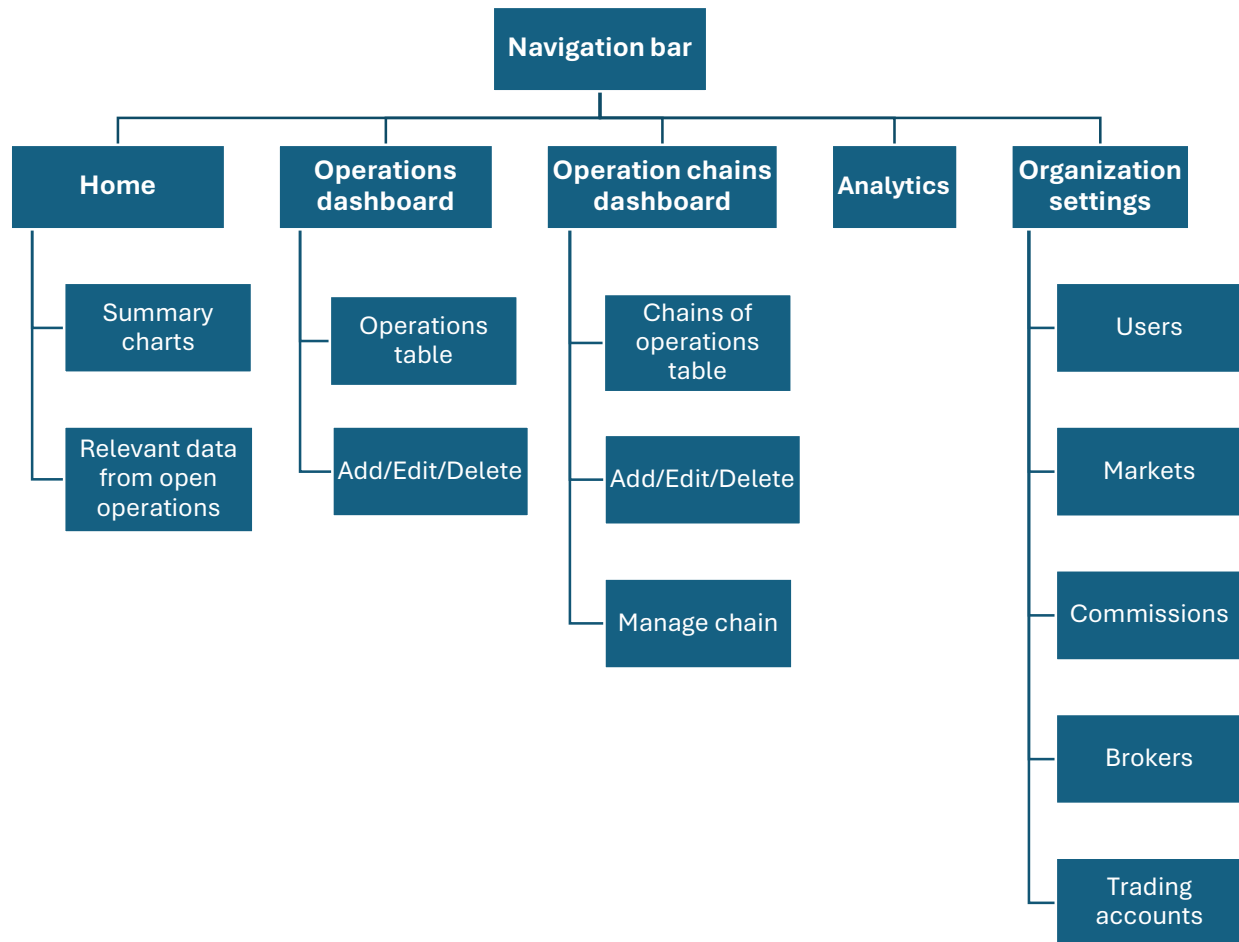 Navigation bar
Home
Operations
dashboard
Operation chains
dashboard
Analytics
Organization
settings
Summary
charts
Relevant data
from open
operations
Operations
table
Add/Edit/Delete
Chains of
operations
table
Add/Edit/Delete
Manage chain
Users
Markets
Commissions
Brokers
Trading
accounts